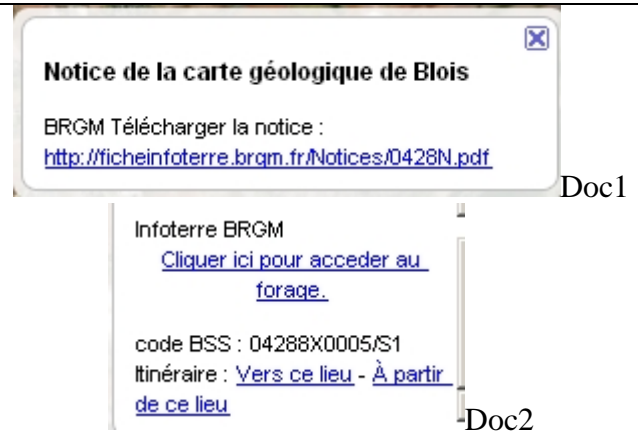 Notice de la carte géologique de Blois
BRGM Télécharger la notice :
http://ficheinfoterre.brgm.fr/Notices/0428N.pdf
Doc1
Infoterre BRGM
Cliquer ici pour acceder au
forage.
code BSS : 04288X0005/S1
Itinéraire : Vers ce lieu - À partir
de ce lieu
Doc2